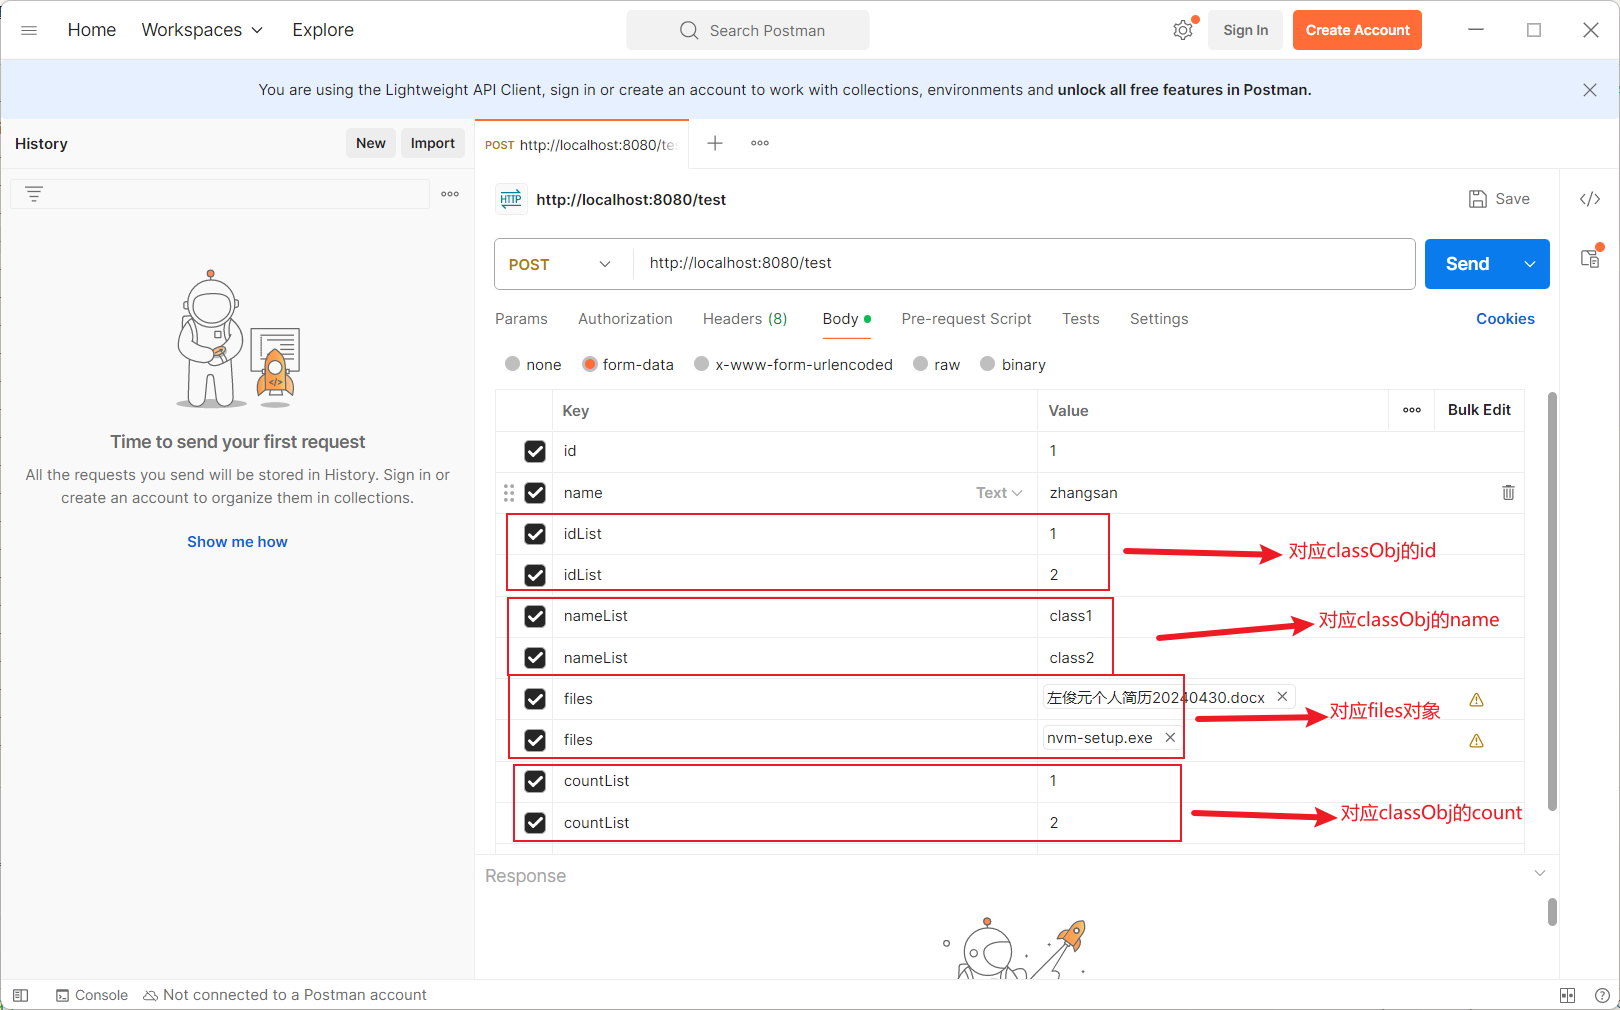 Home Workspaces Explore Search Postman Sign In Create Account
You are using the Lightweight API Client, sign in or create an account to work with collections, environments and unlock all free features in Postman.
History New Import
POST http://localhost:8080/te
HTTP http://localhost:8080/test Save
POST http://localhost:8080/test Send
Params Authorization Headers (8) Body Pre-request Script Tests Settings Cookies
none form-data x-www-form-urlencoded raw binary
Key Value Bulk Edit
id 1
name Text zhangsan
idList 1
对应classObj的id
idList 2
nameList class1
对应classObj的name
nameList class2
files 左俊元个人简历20240430.docx
对应files对象
files nvm-setup.exe
countList 1
对应classObj的count
countList 2
Time to send your first request
All the requests you send will be stored in History. Sign in or
create an account to organize them in collections.
Show me how
Response
Console Not connected to a Postman account